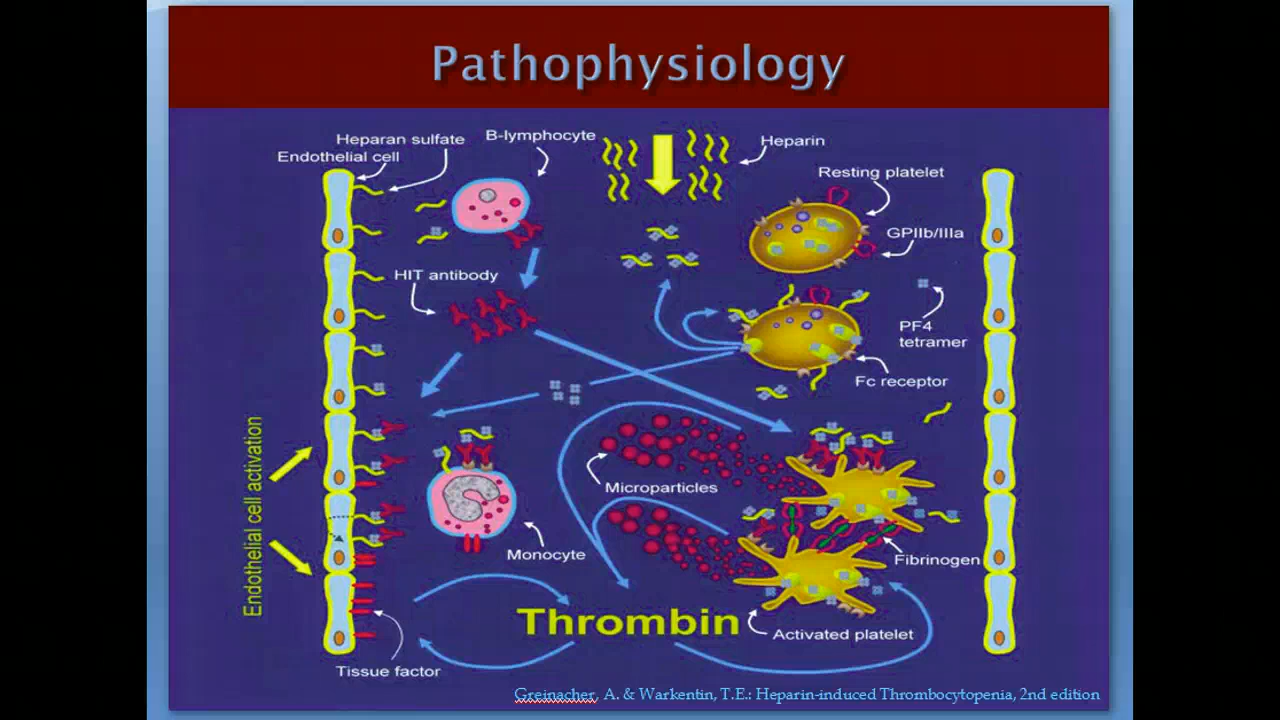 Pathophysiology
Heparan sulfate
B-lymphocyte
Heparin
Endothelial cell
Resting platelet
GPIIb/IIIa
HIT antibody
PF4
tetramer
Fc receptor
Endothelial cell activation
Microparticles
Monocyte
Fibrinogen
Thrombin
Activated platelet
Tissue factor
Greinacher, A. & Warkentin, T.E.: Heparin-induced Thrombocytopenia, 2nd edition